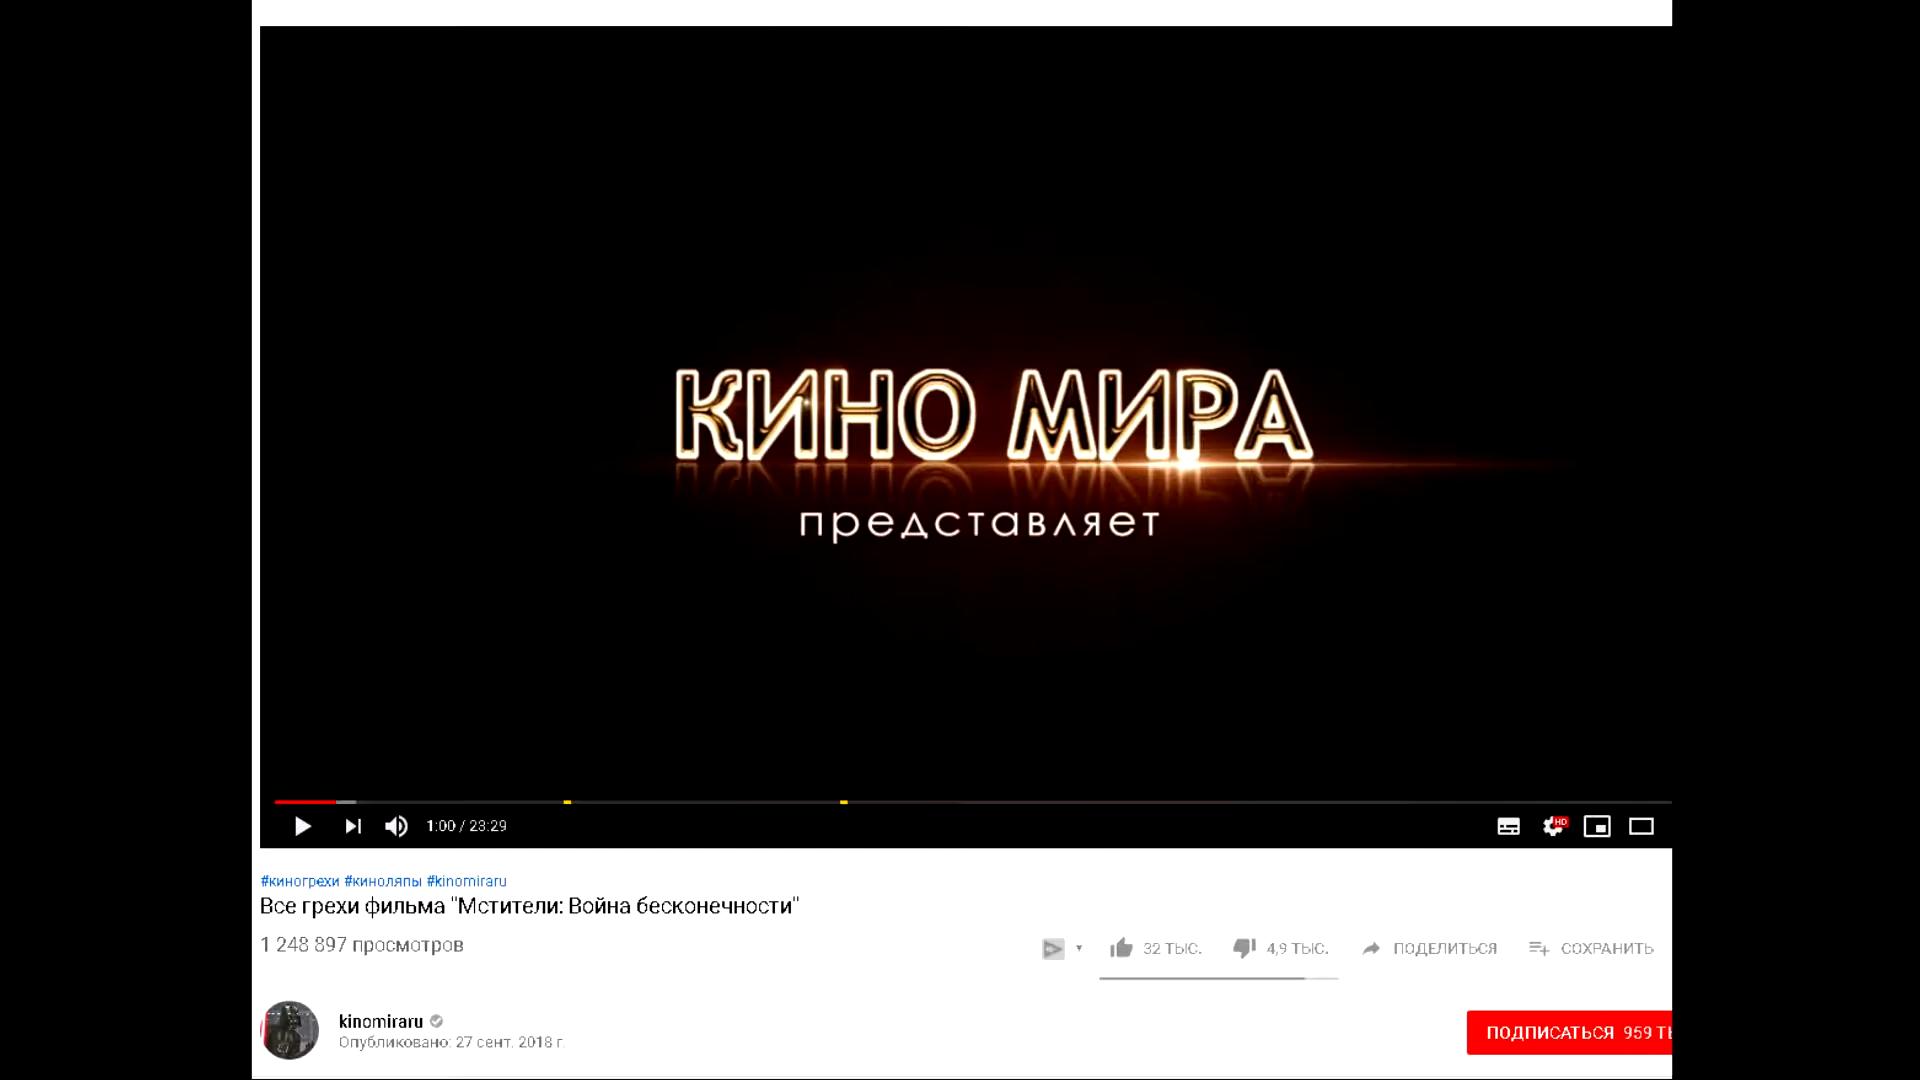 КИНО МИРА
представляет
1:00 / 23:29
HD
#киногрехи #киноляпы #kinomiraru
Все грехи фильма "Мстители: Война бесконечности"
1 248 897 просмотров
32 ТЫС.
4,9 ТЫС.
ПОДЕЛИТЬСЯ
СОХРАНИТЬ
kinomiraru
Опубликовано: 27 сент. 2018 г.
ПОДПИСАТЬСЯ 959